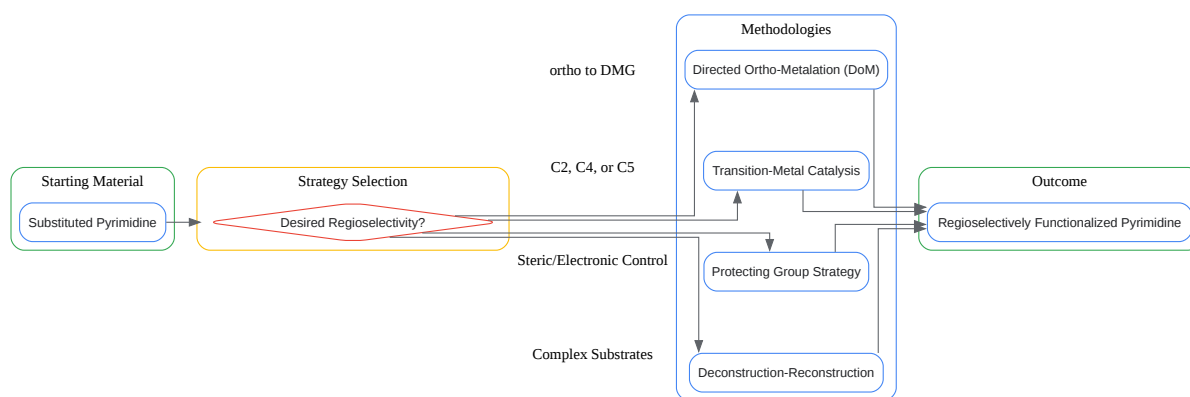 Starting Material
Substituted Pyrimidine
Strategy Selection
Desired Regioselectivity?
ortho to DMG
C2, C4, or C5
Steric/Electronic Control
Complex Substrates
Methodologies
Directed Ortho-Metalation (DoM)
Transition-Metal Catalysis
Protecting Group Strategy
Deconstruction-Reconstruction
Outcome
Regioselectively Functionalized Pyrimidine